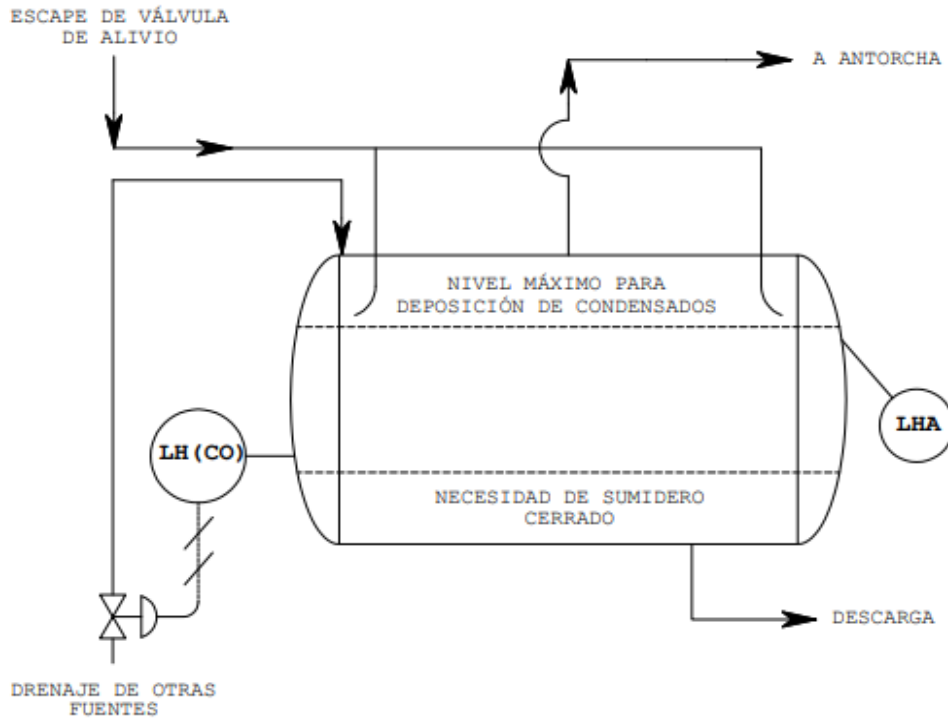 ESCAPE DE VÁLVULA
DE ALIVIO
A ANTORCHA
NIVEL MÁXIMO PARA
DEPOSICIÓN DE CONDENSADOS
LHA
LH(CO)
NECESIDAD DE SUMIDERO
CERRADO
DESCARGA
DRENAJE DE OTRAS
FUENTES